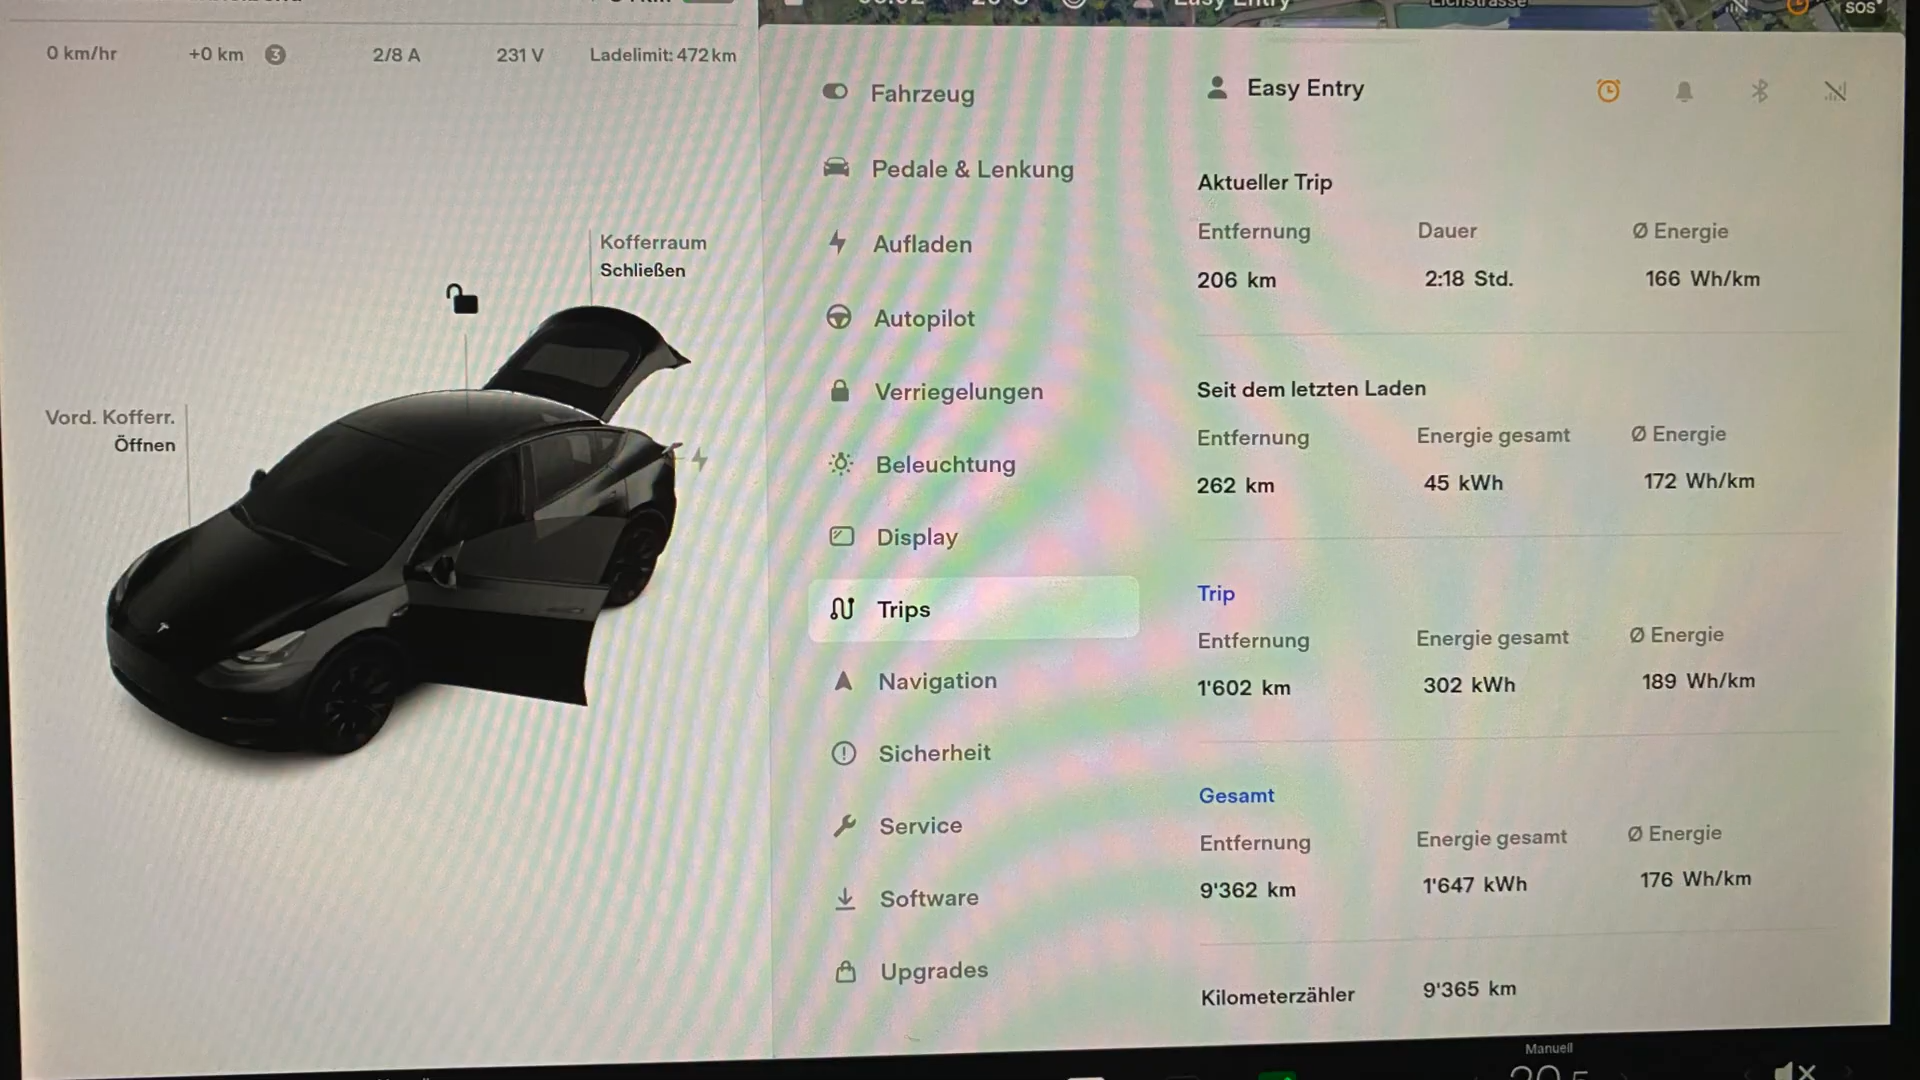 0 km/hr +0 km 3 2/8 A 231 V Ladelimit: 472 km
Kofferraum
Schließen
Vord. Kofferr.
Öffnen
Easy Entry
SOS
Fahrzeug
Pedale & Lenkung
Aufladen
Autopilot
Verriegelungen
Beleuchtung
Display
Trips
Navigation
Sicherheit
Service
Software
Upgrades
Easy Entry
Aktueller Trip
Entfernung Dauer Ø Energie
206 km 2:18 Std. 166 Wh/km
Seit dem letzten Laden
Entfernung Energie gesamt Ø Energie
262 km 45 kWh 172 Wh/km
Trip
Entfernung Energie gesamt Ø Energie
1'602 km 302 kWh 189 Wh/km
Gesamt
Entfernung Energie gesamt Ø Energie
9'362 km 1'647 kWh 176 Wh/km
Kilometerzähler 9'365 km
Manuell